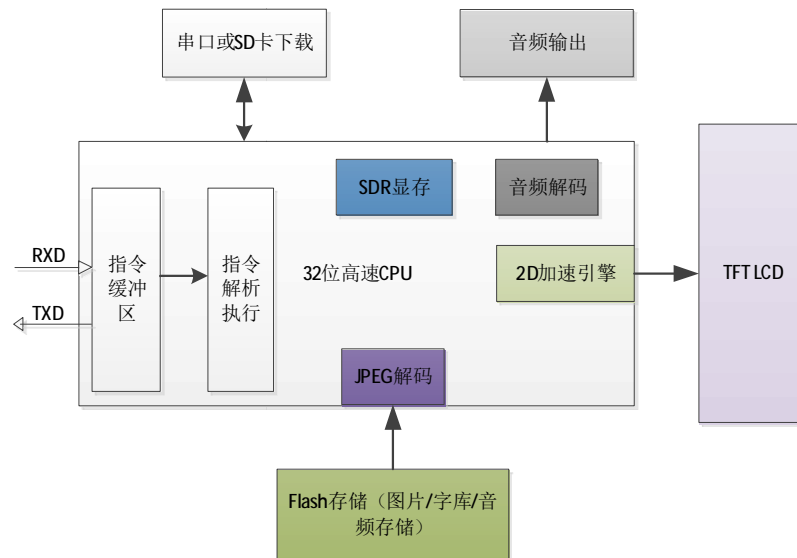 串口或SD卡下载
音频输出
SDR显存
音频解码
RXD
TXD
指令
缓冲
区
指令
解析
执行
32位高速CPU
2D加速引擎
TFT LCD
JPEG解码
Flash存储（图片/字库/音
频存储）